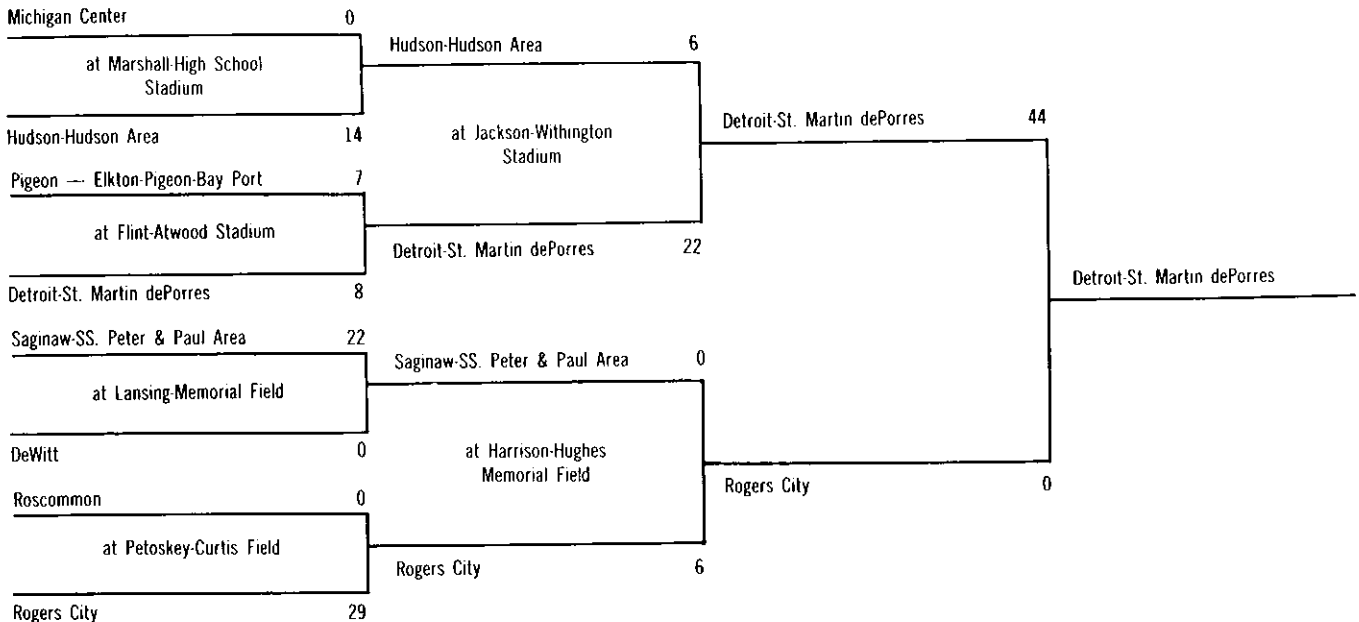 Michigan Center 0
at Marshall-High School
Stadium
Hudson-Hudson Area 14
Pigeon — Elkton-Pigeon-Bay Port 7
at Flint-Atwood Stadium
Detroit-St. Martin dePorres 8
Saginaw-SS. Peter & Paul Area 22
at Lansing-Memorial Field
DeWitt 0
Roscommon 0
at Petoskey-Curtis Field
Rogers City 29
Hudson-Hudson Area 6
at Jackson-Withington
Stadium
Detroit-St. Martin dePorres 22
Saginaw-SS. Peter & Paul Area 0
at Harrison-Hughes
Memorial Field
Rogers City 6
Detroit-St. Martin dePorres 44
Rogers City 0
Detroit-St. Martin dePorres